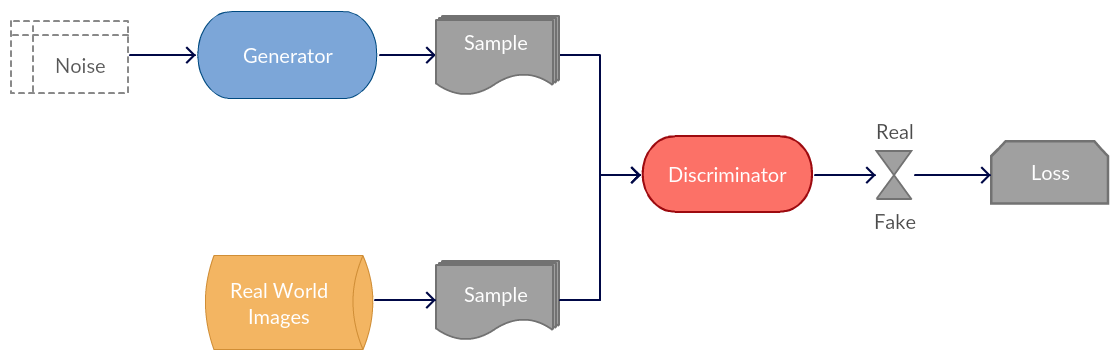 Noise
Generator
Sample
Real
Discriminator
Loss
Fake
Real World
Images
Sample